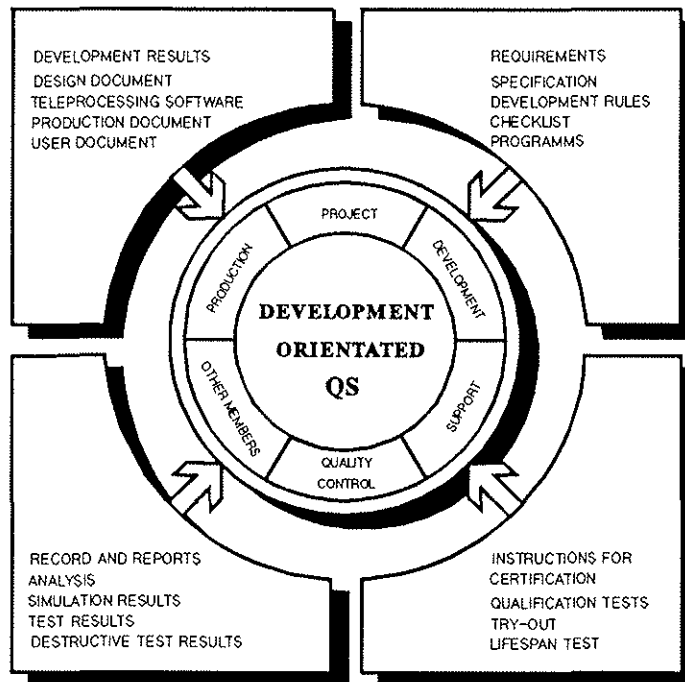 DEVELOPMENT RESULTS
DESIGN DOCUMENT
TELEPROCESSING SOFTWARE
PRODUCTION DOCUMENT
USER DOCUMENT
REQUIREMENTS
SPECIFICATION
DEVELOPMENT RULES
CHECKLIST
PROGRAMMS
PROJECT
PRODUCTION
DEVELOPMENT
DEVELOPMENT
ORIENTATED
QS
OTHER MEMBERS
SUPPORT
QUALITY
CONTROL
RECORD AND REPORTS
ANALYSIS
SIMULATION RESULTS
TEST RESULTS
DESTRUCTIVE TEST RESULTS
INSTRUCTIONS FOR
CERTIFICATION
QUALIFICATION TESTS
TRY-OUT
LIFESPAN TEST